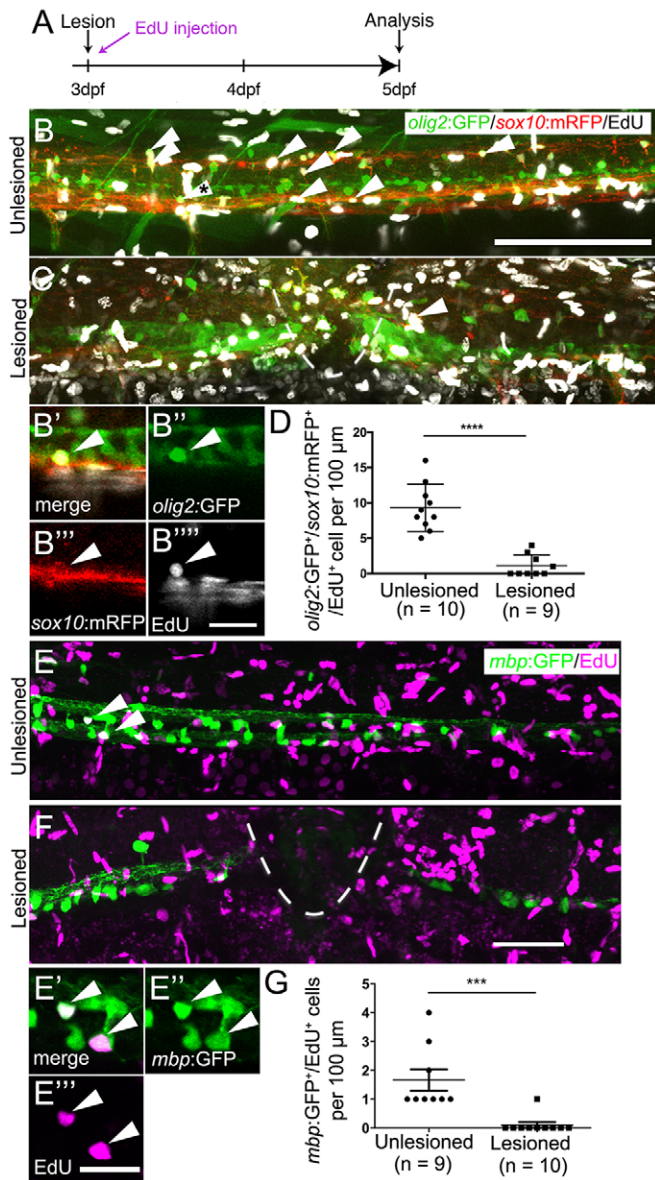 A
Lesion
EdU injection
Analysis
3dpf
4dpf
5dpf
B
olig2:GFP/sox10:mRFP/EdU
*
Unlesioned
C
Lesioned
B'
merge
B''
olig2:GFP
B'''
sox10:mRFP
B''''
EdU
D
olig2:GFP+/sox10:mRFP+
/EdU+ cell per 100 µm
20
15
10
5
0
****
Unlesioned
(n = 10)
Lesioned
(n = 9)
E
mbp:GFP/EdU
Unlesioned
F
Lesioned
E'
merge
E''
mbp:GFP
E'''
EdU
G
mbp:GFP+/EdU+ cells
per 100 µm
5
4
3
2
1
0
***
Unlesioned
(n = 9)
Lesioned
(n = 10)